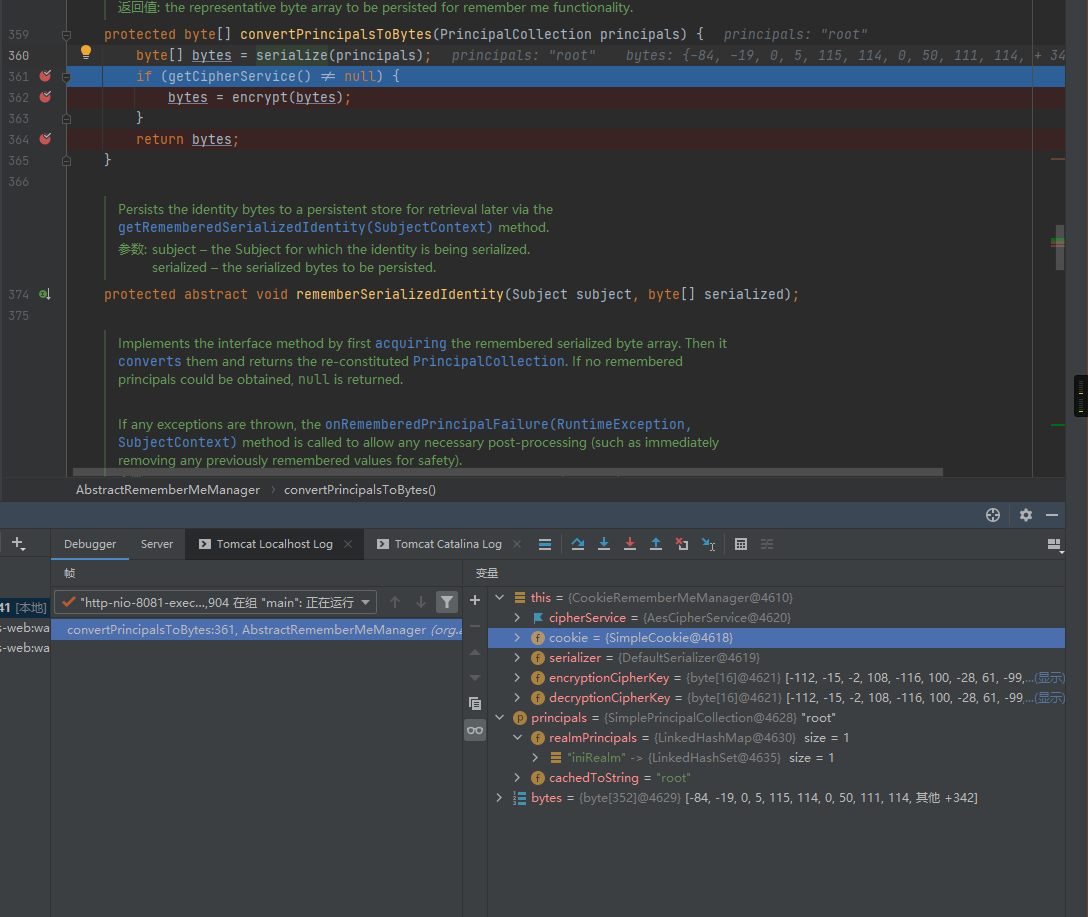 返回值: the representative byte array to be persisted for remember me functionality.
359 protected byte[] convertPrincipalsToBytes(PrincipalCollection principals) { principals: "root"
360 byte[] bytes = serialize(principals); principals: "root" bytes: {-84, -19, 0, 5, 115, 114, 0, 50, 111, 114, + 34
361 if (getCipherService() ≠ null) {
362 bytes = encrypt(bytes);
363 }
364 return bytes;
365 }
366
Persists the identity bytes to a persistent store for retrieval later via the
getRememberedSerializedIdentity(SubjectContext) method.
参数: subject – the Subject for which the identity is being serialized.
serialized – the serialized bytes to be persisted.
374 protected abstract void rememberSerializedIdentity(Subject subject, byte[] serialized);
375
Implements the interface method by first acquiring the remembered serialized byte array. Then it
converts them and returns the re-constituted PrincipalCollection. If no remembered
principals could be obtained, null is returned.
If any exceptions are thrown, the onRememberedPrincipalFailure(RuntimeException,
SubjectContext) method is called to allow any necessary post-processing (such as immediately
removing any previously remembered values for safety).
AbstractRememberMeManager › convertPrincipalsToBytes()
Debugger Server Tomcat Localhost Log × Tomcat Catalina Log ×
帧
变量
41 [本地]
s-web:wa
s-web:wa
"http-nio-8081-exec...,904 在组 "main": 正在运行
convertPrincipalsToBytes:361, AbstractRememberMeManager (org.a
this = {CookieRememberMeManager@4610}
cipherService = {AesCipherService@4620}
cookie = {SimpleCookie@4618}
serializer = {DefaultSerializer@4619}
encryptionCipherKey = {byte[16]@4621} [-112, -15, -2, 108, -116, 100, -28, 61, -99,...(显示)
decryptionCipherKey = {byte[16]@4621} [-112, -15, -2, 108, -116, 100, -28, 61, -99,...(显示)
principals = {SimplePrincipalCollection@4628} "root"
realmPrincipals = {LinkedHashMap@4630} size = 1
"iniRealm" -> {LinkedHashSet@4635} size = 1
cachedToString = "root"
bytes = {byte[352]@4629} [-84, -19, 0, 5, 115, 114, 0, 50, 111, 114, 其他 +342]